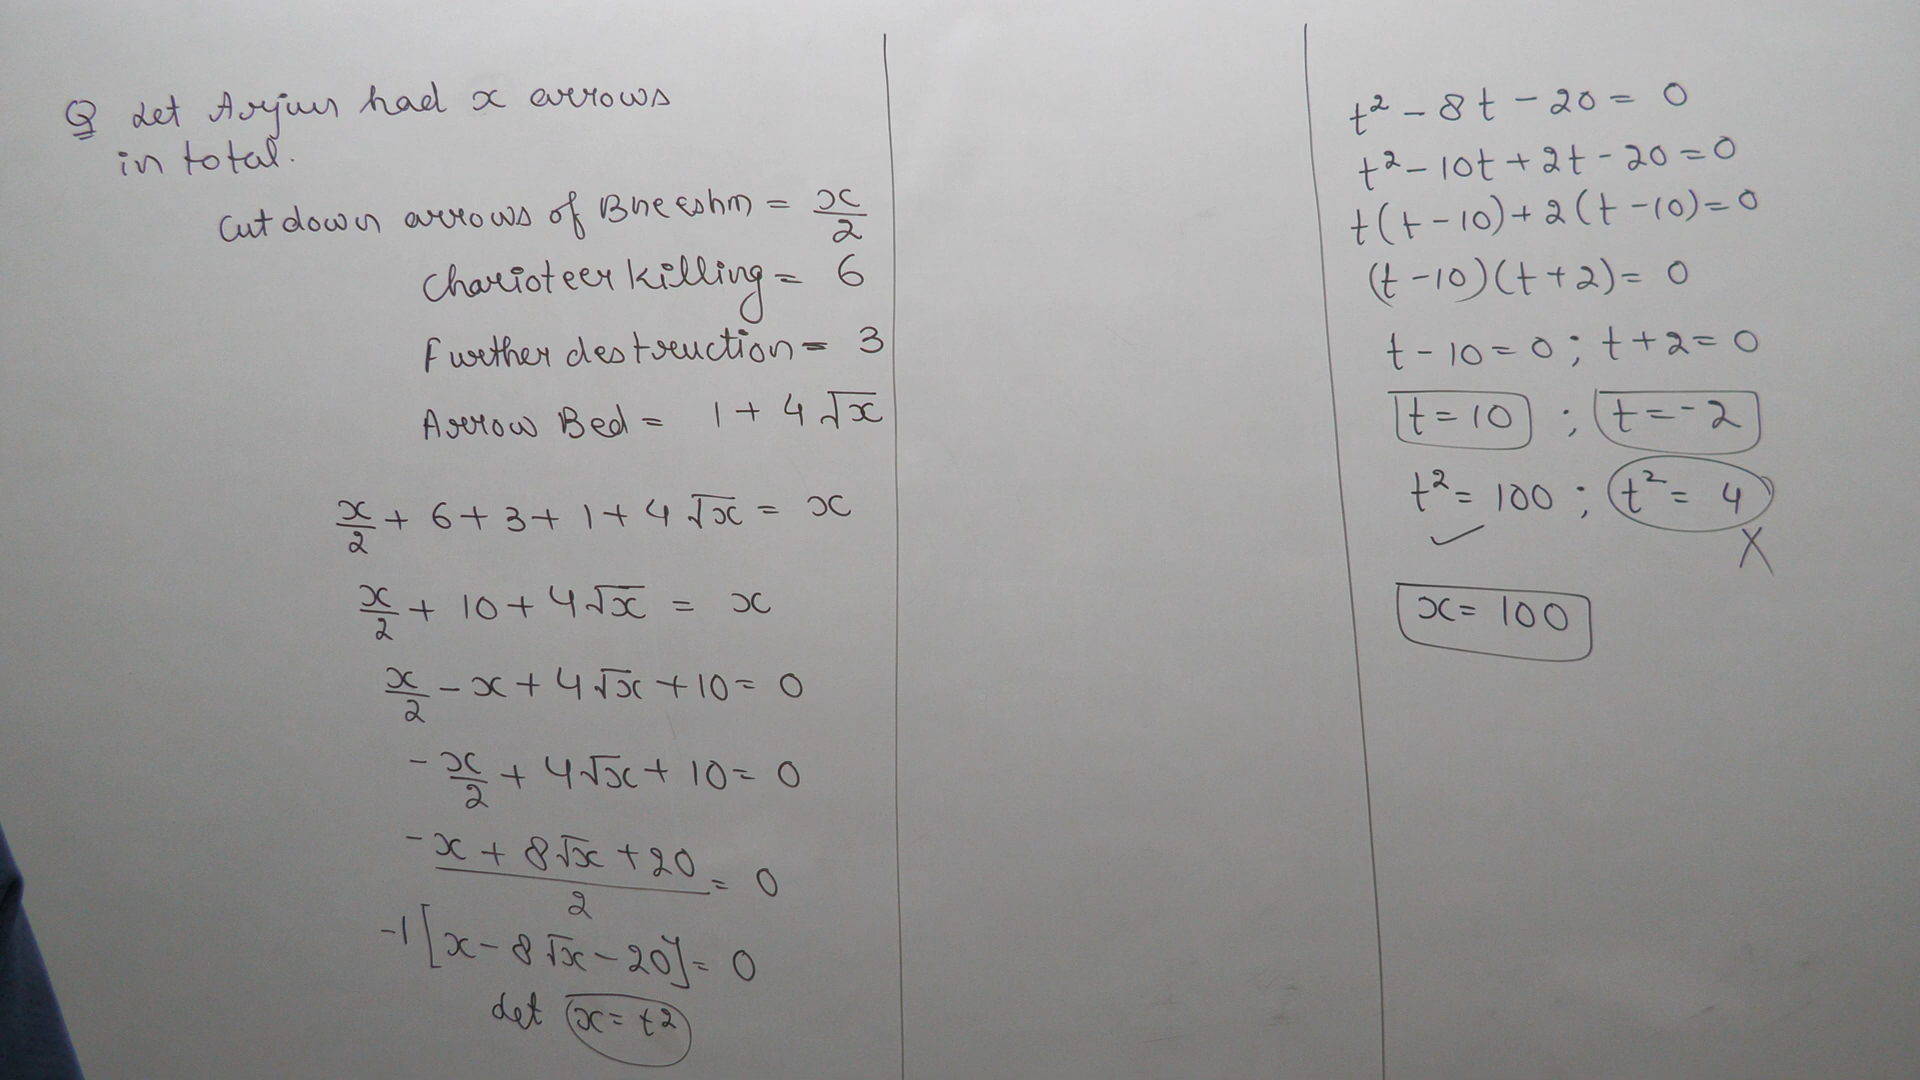 Q Let Arjun had x arrows
in total.
Cut down arrows of Bheeshm = x/2
Charioteer killing = 6
Further destruction = 3
Arrow Bed = 1 + 4√x
x/2 + 6 + 3 + 1 + 4√x = x
x/2 + 10 + 4√x = x
x/2 - x + 4√x + 10 = 0
-x/2 + 4√x + 10 = 0
(-x + 8√x + 20)/2 = 0
-1[x - 8√x - 20] = 0
Let x = t²
t² - 8t - 20 = 0
t² - 10t + 2t - 20 = 0
t(t - 10) + 2(t - 10) = 0
(t - 10)(t + 2) = 0
t - 10 = 0 ; t + 2 = 0
t = 10 ; t = -2
t² = 100 ; t² = 4
✓ X
x = 100